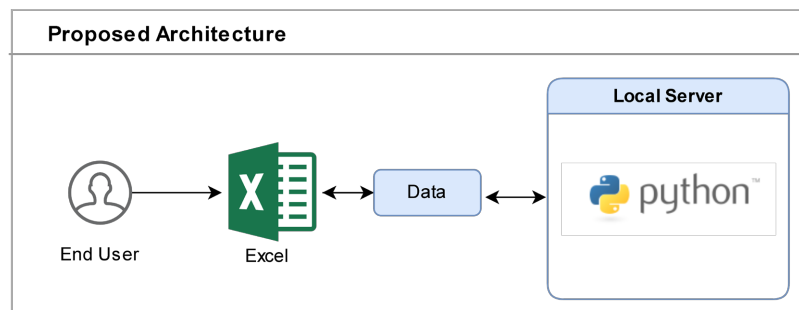 Proposed Architecture
Local Server
X
Data
python™
End User
Excel